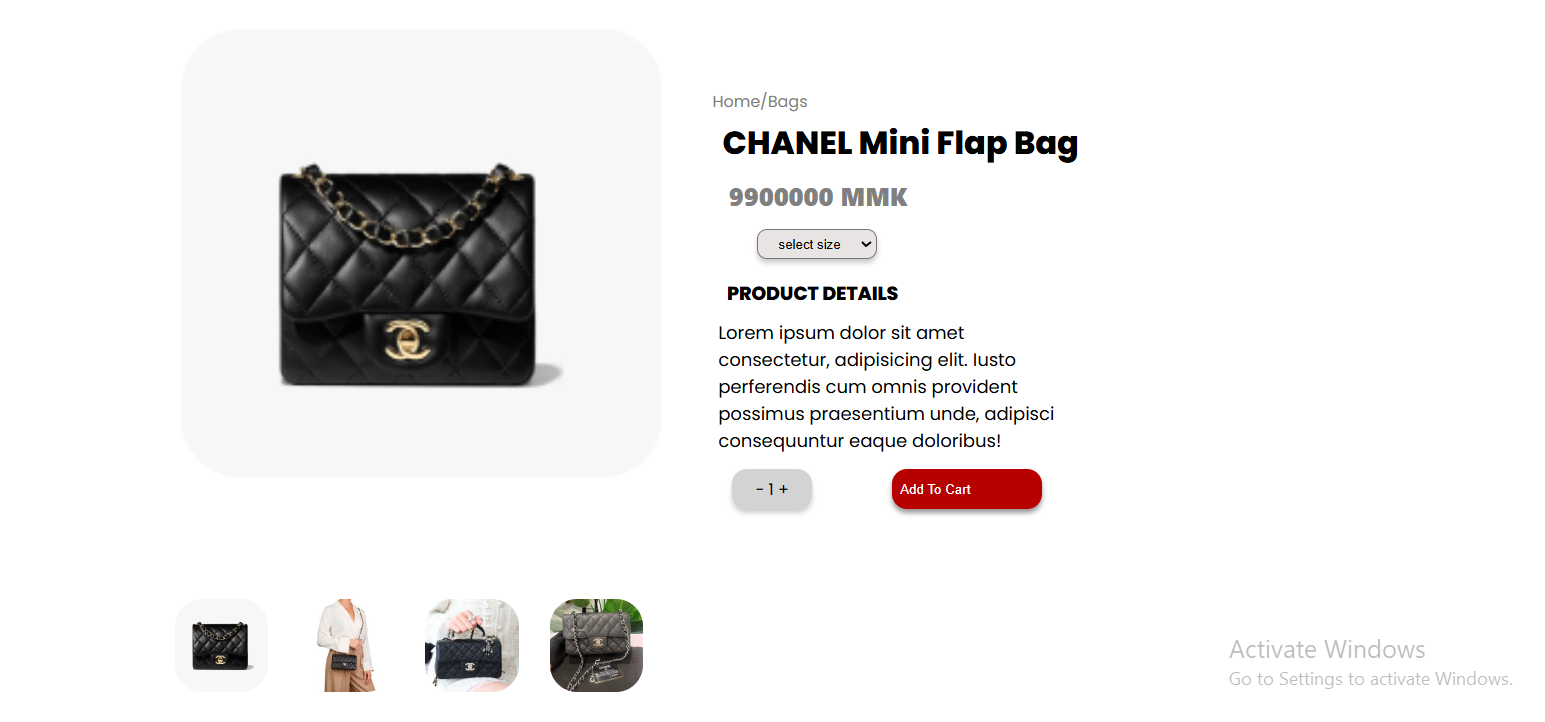 Home/Bags
CHANEL Mini Flap Bag
9900000 MMK
select size
PRODUCT DETAILS
Lorem ipsum dolor sit amet
consectetur, adipisicing elit. Iusto
perferendis cum omnis provident
possimus praesentium unde, adipisci
consequuntur eaque doloribus!
- 1 +
Add To Cart
Activate Windows
Go to Settings to activate Windows.